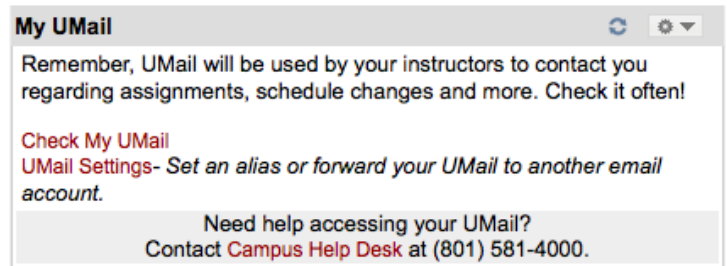 My UMail
Remember, UMail will be used by your instructors to contact you
regarding assignments, schedule changes and more. Check it often!
Check My UMail
UMail Settings- Set an alias or forward your UMail to another email
account.
Need help accessing your UMail?
Contact Campus Help Desk at (801) 581-4000.